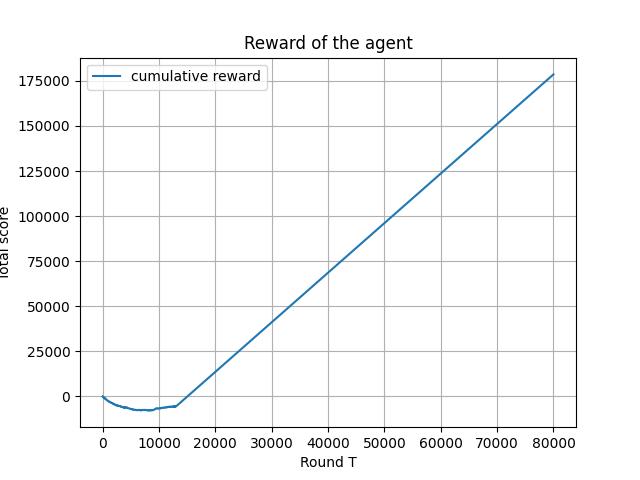 Reward of the agent
cumulative reward
175000
150000
125000
100000
75000
50000
25000
0
Total score
0 10000 20000 30000 40000 50000 60000 70000 80000
Round T